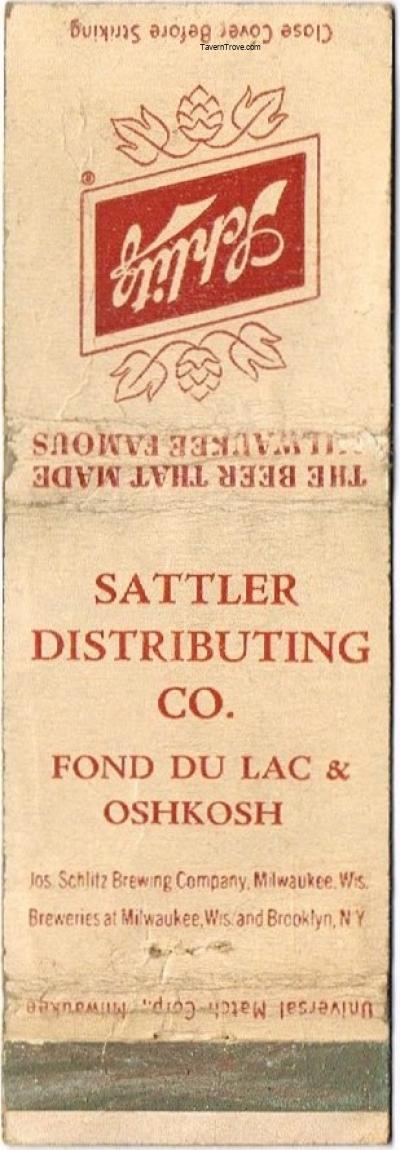 Close Cover Before Striking
TavernTrove.com
Schlitz
®
THE BEER THAT MADE
MILWAUKEE FAMOUS
SATTLER
DISTRIBUTING
CO.
FOND DU LAC &
OSHKOSH
Jos. Schlitz Brewing Company, Milwaukee, Wis.
Breweries at Milwaukee, Wis. and Brooklyn, N.Y.
Universal Match Corp., Milwaukee